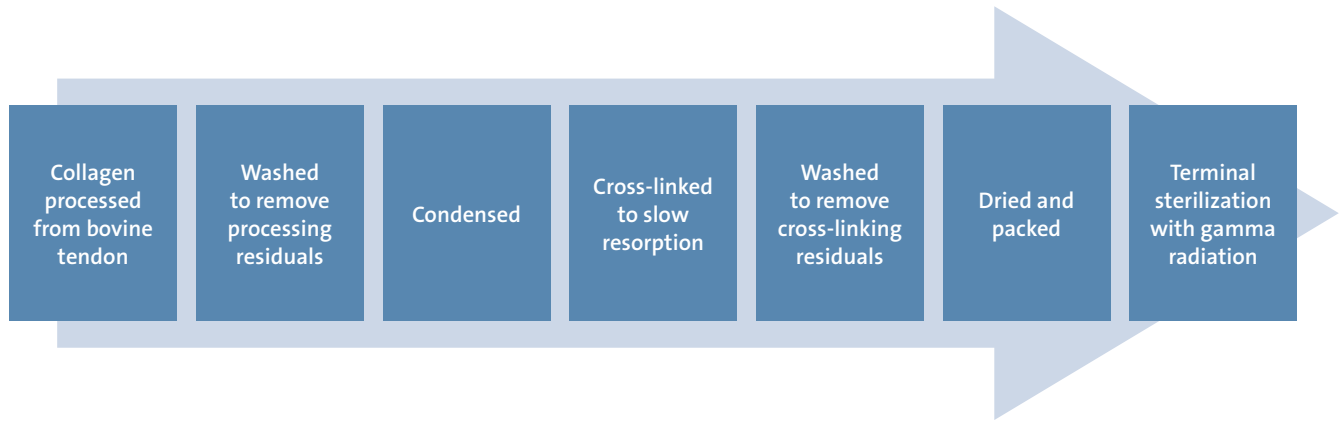 Collagen
processed
from bovine
tendon
Washed
to remove
processing
residuals
Condensed
Cross-linked
to slow
resorption
Washed
to remove
cross-linking
residuals
Dried and
packed
Terminal
sterilization
with gamma
radiation